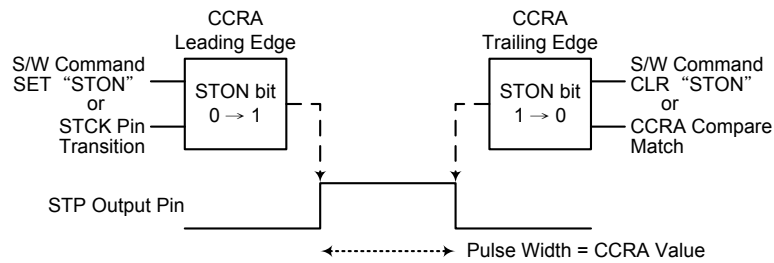 CCRA
Leading Edge
CCRA
Trailing Edge
S/W Command
SET “STON”
or
STCK Pin
Transition
STON bit
0 → 1
STON bit
1 → 0
S/W Command
CLR “STON”
or
CCRA Compare
Match
STP Output Pin
Pulse Width = CCRA Value